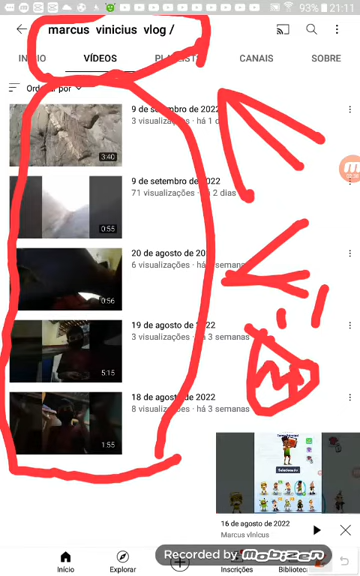 93% 21:11
marcus vinicius vlog /
INÍCIO VÍDEOS PLAYLISTS CANAIS SOBRE
Ordenar por
9 de setembro de 2022
3 visualizações • há 1 d
3:40
9 de setembro de 2022
71 visualizações • há 2 dias
0:55
20 de agosto de 20
6 visualizações • há 3 semanas
0:56
19 de agosto de 2022
3 visualizações • há 3 semanas
5:15
18 de agosto de 2022
8 visualizações • há 3 semanas
1:55
16 de agosto de 2022
Marcus vinicius
Recorded by mobizen
Início Explorar Inscrições Bibliotec